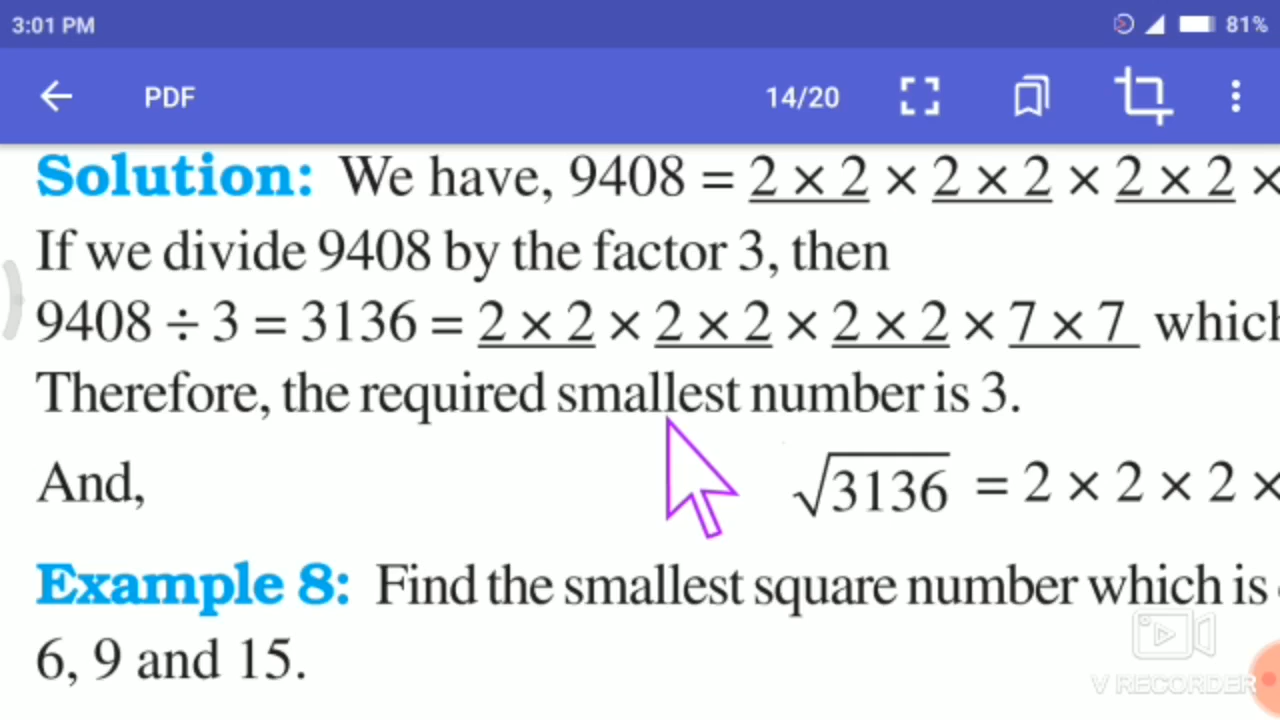 3:01 PM 81%
PDF 14/20
Solution: We have, 9408 = 2 × 2 × 2 × 2 × 2 × 2 ×
If we divide 9408 by the factor 3, then
9408 ÷ 3 = 3136 = 2 × 2 × 2 × 2 × 2 × 2 × 7 × 7 which
Therefore, the required smallest number is 3.
And, √3136 = 2 × 2 × 2 ×
Example 8: Find the smallest square number which is
6, 9 and 15.
V RECORDER